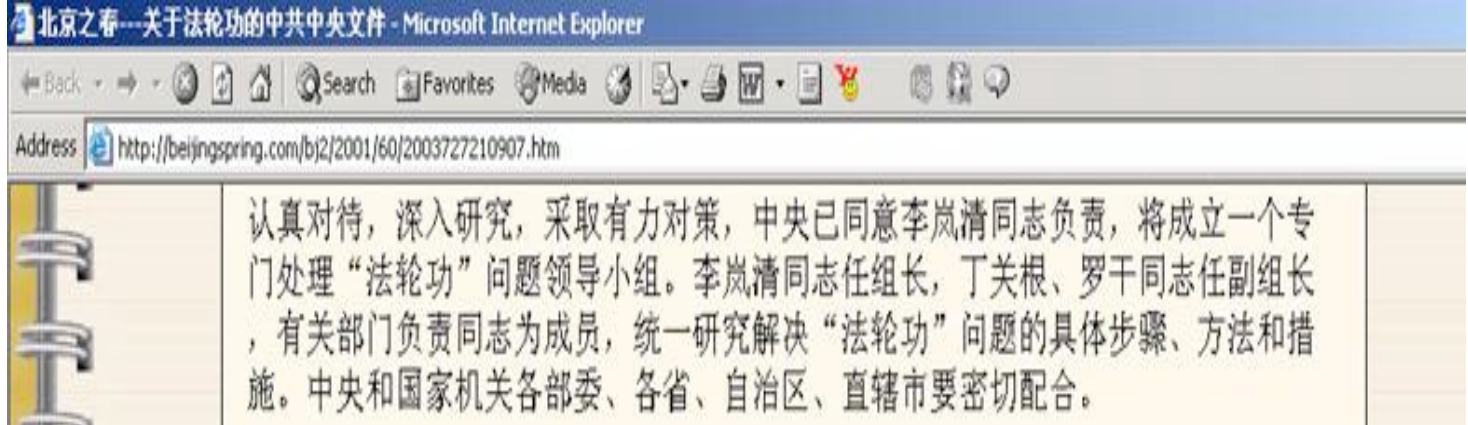 北京之春---关于法轮功的中共中央文件 - Microsoft Internet Explorer
Back Search Favorites Media
Address http://beijingspring.com/bj2/2001/60/2003727210907.htm
认真对待，深入研究，采取有力对策，中央已同意李岚清同志负责，将成立一个专
门处理“法轮功”问题领导小组。李岚清同志任组长，丁关根、罗干同志任副组长
，有关部门负责同志为成员，统一研究解决“法轮功”问题的具体步骤、方法和措
施。中央和国家机关各部委、各省、自治区、直辖市要密切配合。